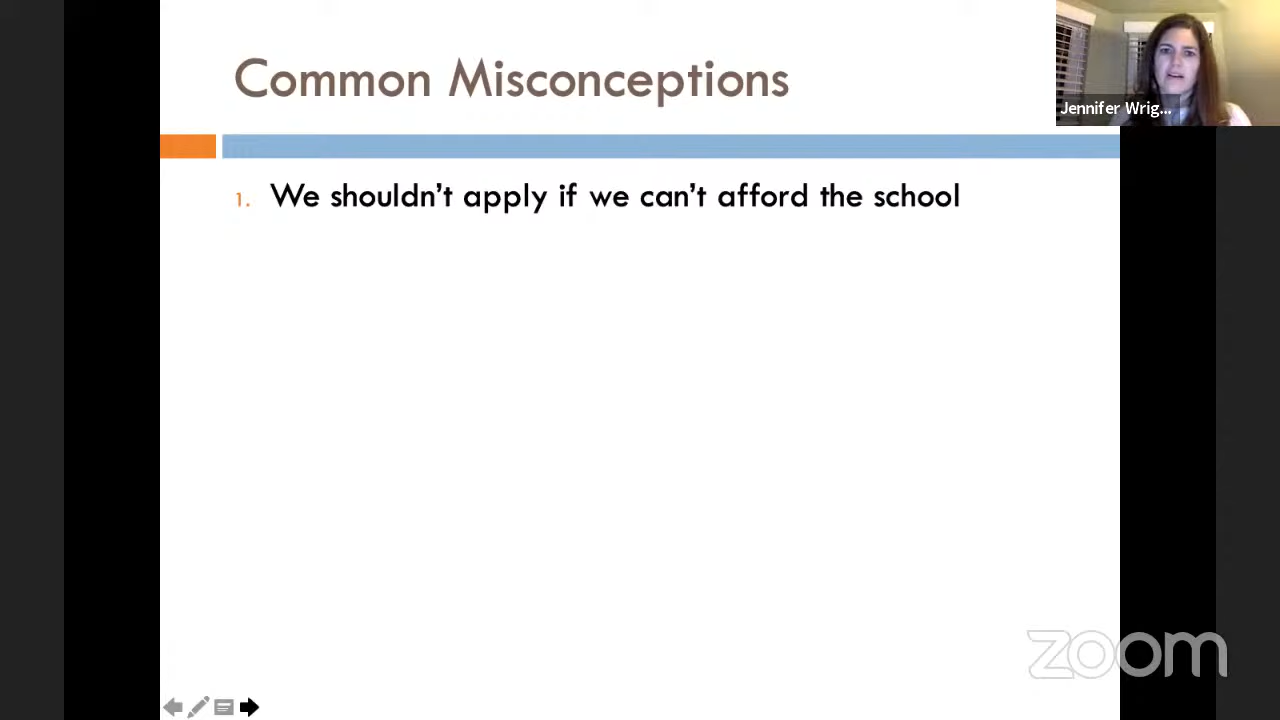 Common Misconceptions
Jennifer Wrig...
1. We shouldn't apply if we can't afford the school
zoom